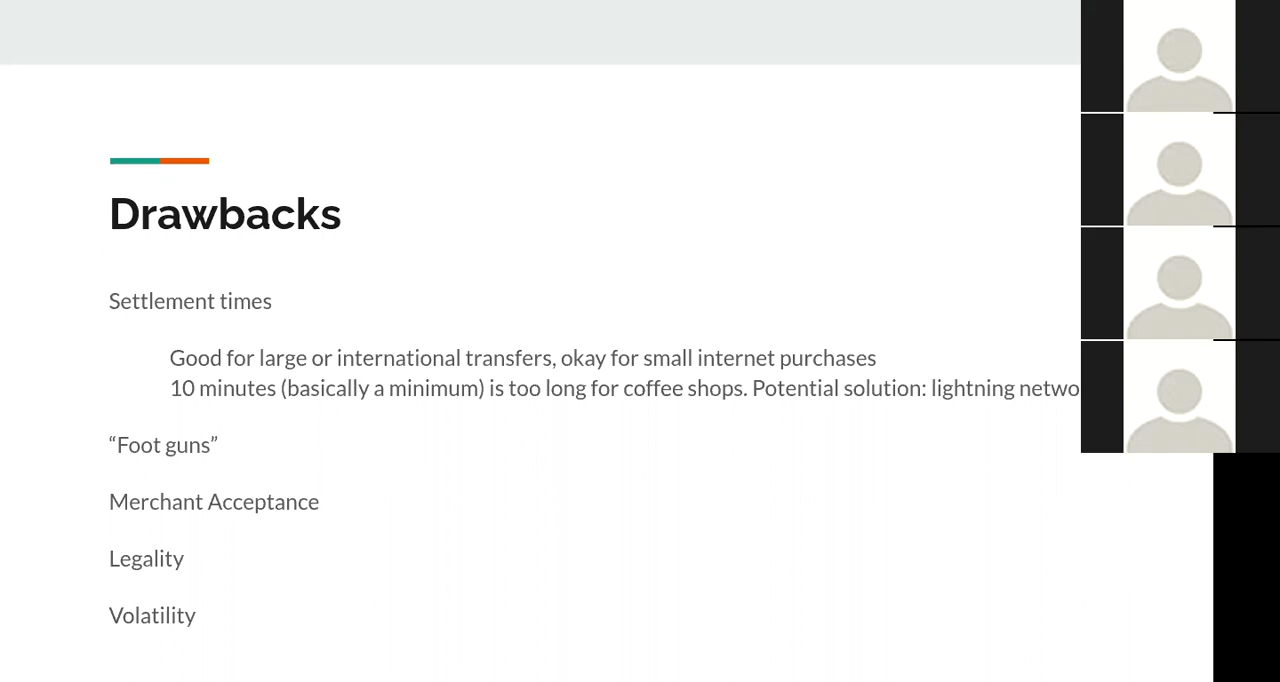 Drawbacks
Settlement times
Good for large or international transfers, okay for small internet purchases
10 minutes (basically a minimum) is too long for coffee shops. Potential solution: lightning netwo
“Foot guns”
Merchant Acceptance
Legality
Volatility